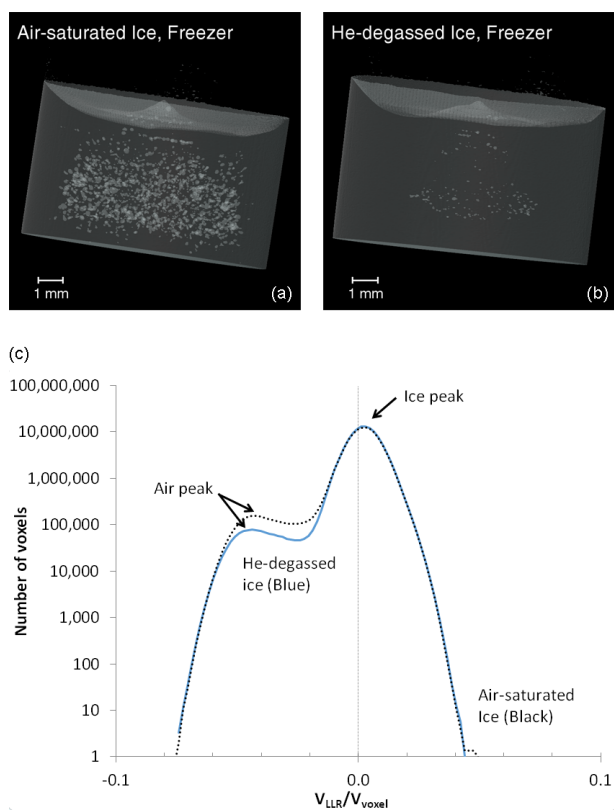 Air-saturated Ice, Freezer
1 mm
(a)
He-degassed Ice, Freezer
1 mm
(b)
(c)
100,000,000
10,000,000
1,000,000
100,000
10,000
1,000
100
10
1
Number of voxels
Ice peak
Air peak
He-degassed
ice (Blue)
Air-saturated
Ice (Black)
-0.1
0.0
0.1
V_LLR/V_voxel